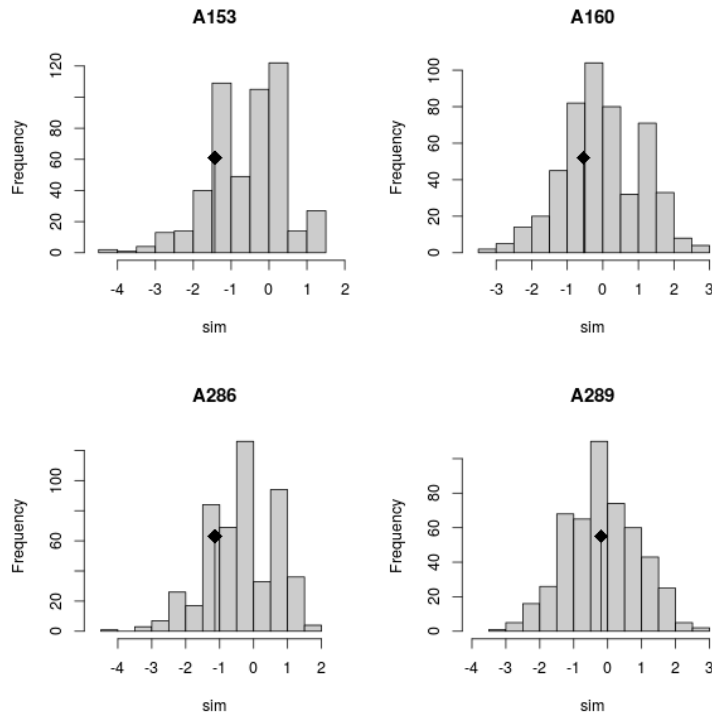 A153
Frequency
0 20 40 60 80 120
-4 -3 -2 -1 0 1 2
sim
A160
Frequency
0 20 40 60 80 100
-3 -2 -1 0 1 2 3
sim
A286
Frequency
0 20 60 100
-4 -3 -2 -1 0 1 2
sim
A289
Frequency
0 20 40 60 80
-4 -3 -2 -1 0 1 2 3
sim